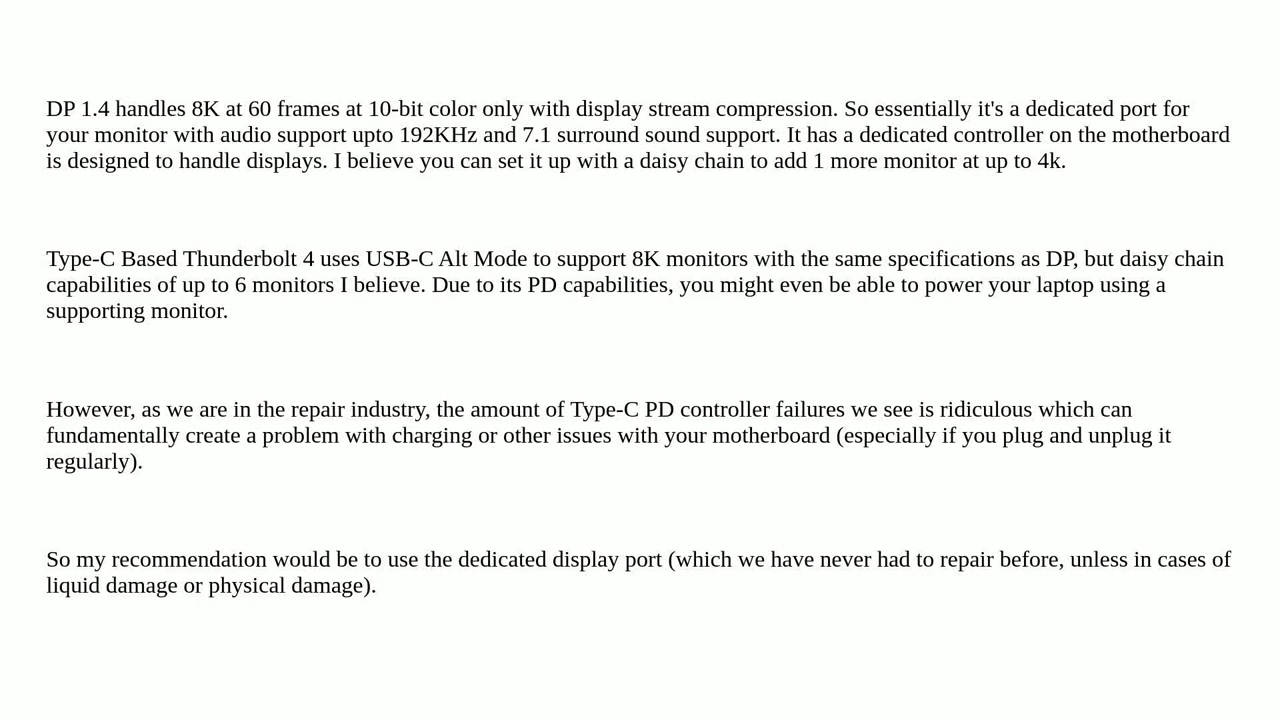 DP 1.4 handles 8K at 60 frames at 10-bit color only with display stream compression. So essentially it's a dedicated port for
your monitor with audio support upto 192KHz and 7.1 surround sound support. It has a dedicated controller on the motherboard
is designed to handle displays. I believe you can set it up with a daisy chain to add 1 more monitor at up to 4k.
Type-C Based Thunderbolt 4 uses USB-C Alt Mode to support 8K monitors with the same specifications as DP, but daisy chain
capabilities of up to 6 monitors I believe. Due to its PD capabilities, you might even be able to power your laptop using a
supporting monitor.
However, as we are in the repair industry, the amount of Type-C PD controller failures we see is ridiculous which can
fundamentally create a problem with charging or other issues with your motherboard (especially if you plug and unplug it
regularly).
So my recommendation would be to use the dedicated display port (which we have never had to repair before, unless in cases of
liquid damage or physical damage).